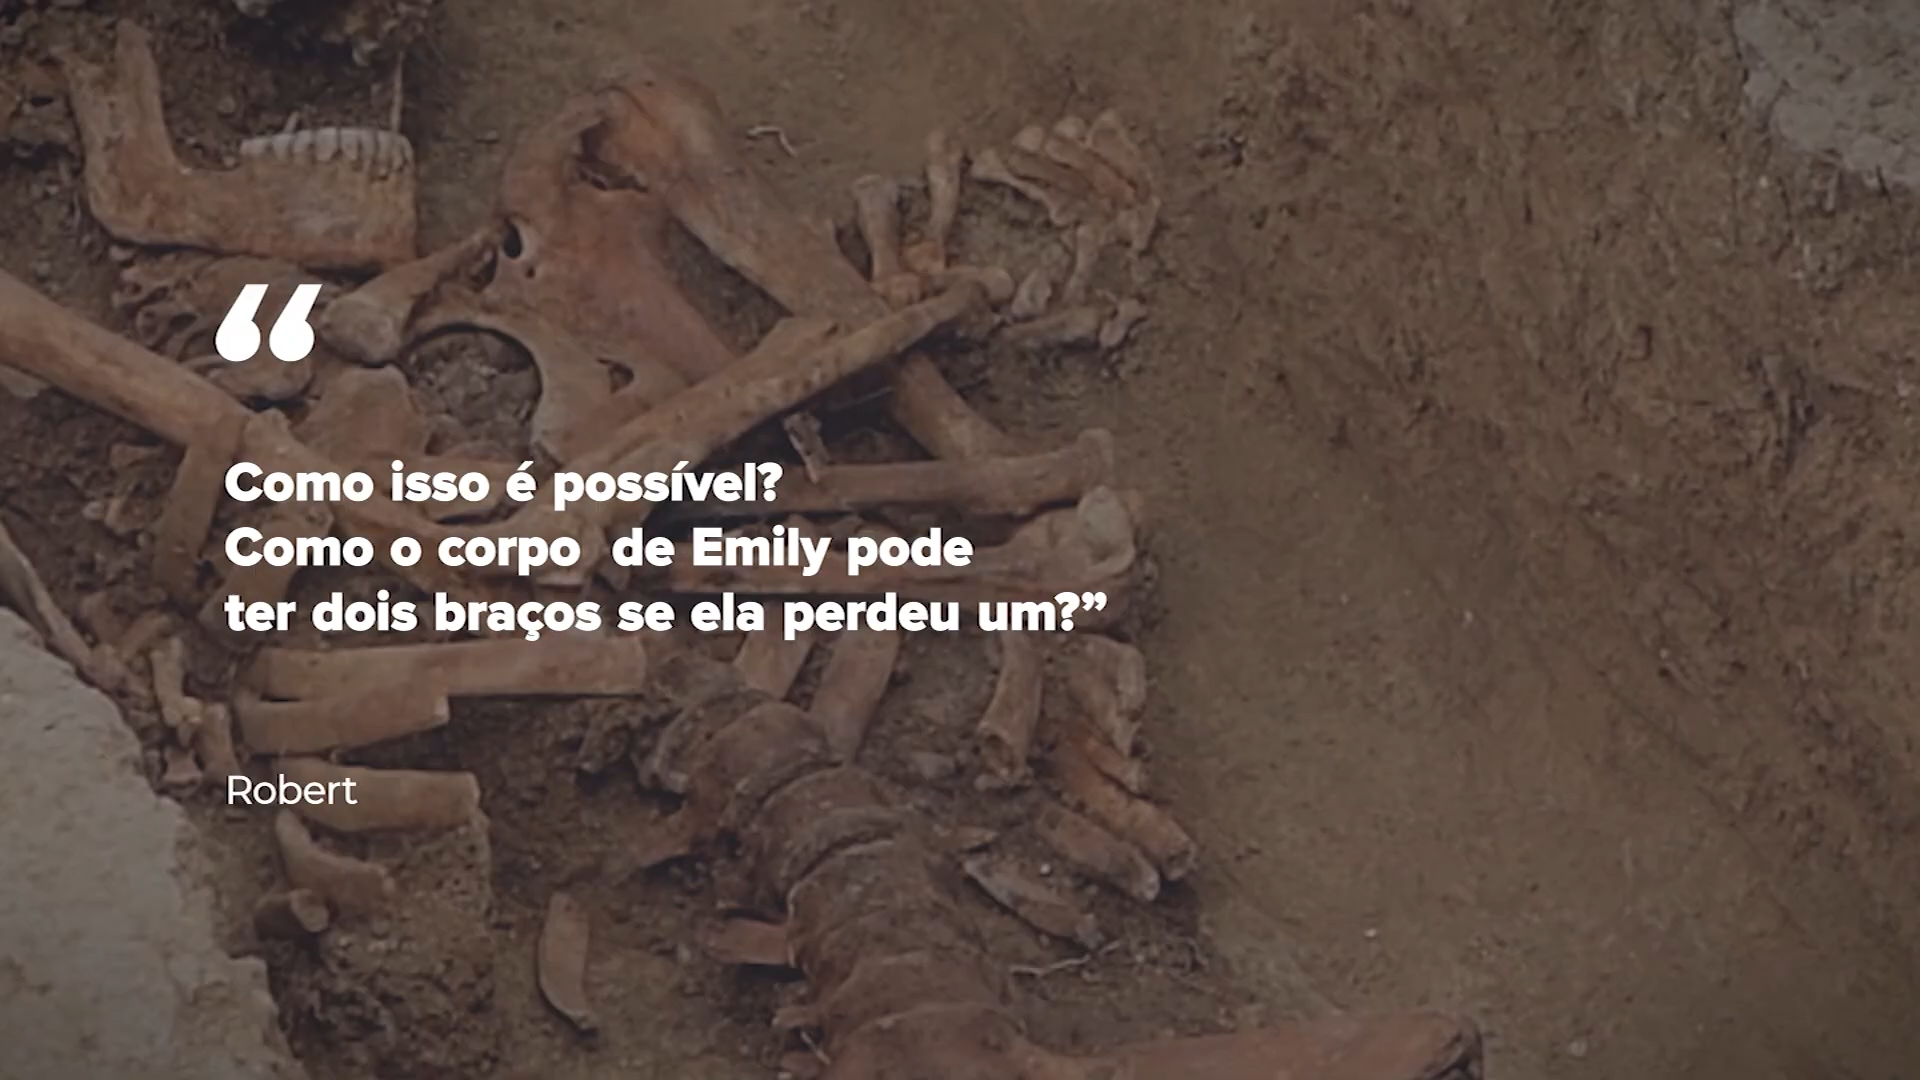 “
Como isso é possível?
Como o corpo  de Emily pode
ter dois braços se ela perdeu um?”
Robert